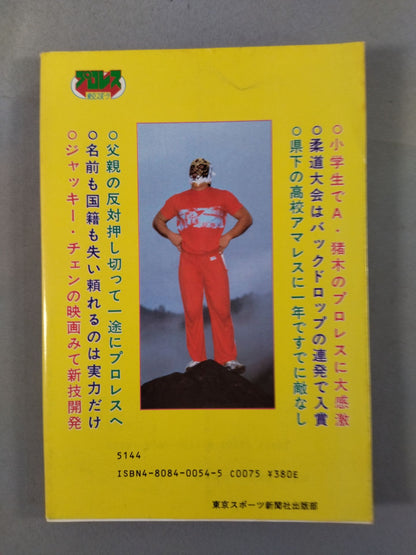 プロレス
○小学生でA・猪木のプロレスに大感激
○柔道大会はバックドロップの連発で入賞
○県下の高校アマレスに一年ですでに敵なし
○父親の反対押し切って一途にプロレスへ
○名前も国籍も失い頼れるのは実力だけ
○ジャッキー・チェンの映画みて新技開発
5144
ISBN4-8084-0054-5 C0075 ¥380E
東京スポーツ新聞社出版部